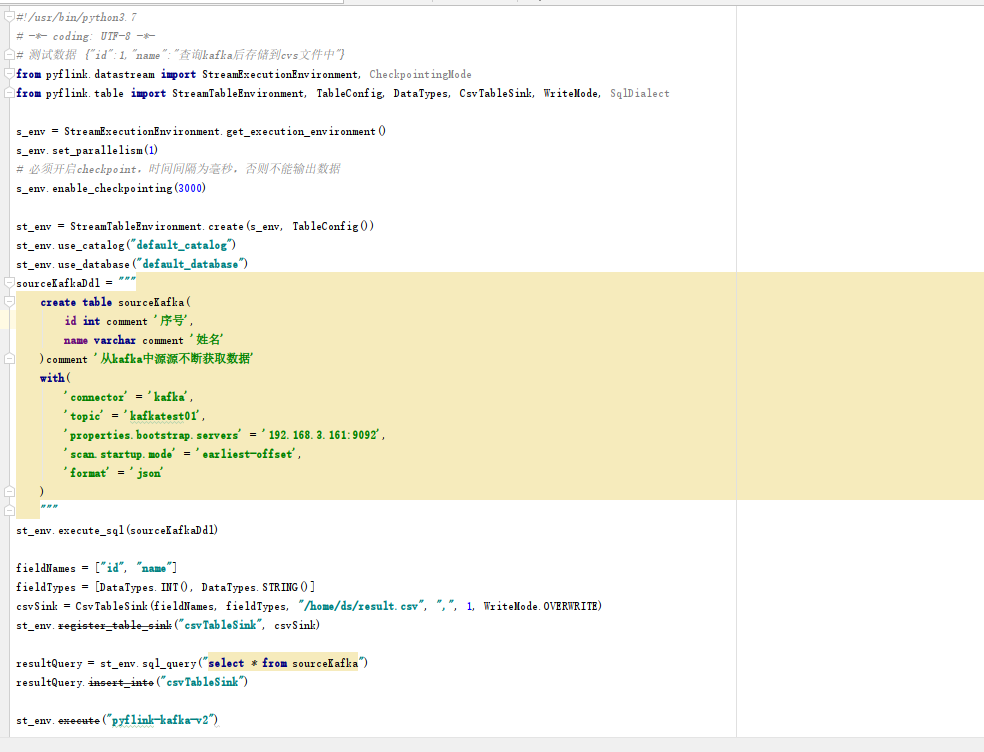 #!/usr/bin/python3.7
# -*- coding: UTF-8 -*-
# 测试数据 {"id":1,"name":"查询kafka后存储到cvs文件中"}
from pyflink.datastream import StreamExecutionEnvironment, CheckpointingMode
from pyflink.table import StreamTableEnvironment, TableConfig, DataTypes, CsvTableSink, WriteMode, SqlDialect
s_env = StreamExecutionEnvironment.get_execution_environment()
s_env.set_parallelism(1)
# 必须开启checkpoint，时间间隔为毫秒，否则不能输出数据
s_env.enable_checkpointing(3000)
st_env = StreamTableEnvironment.create(s_env, TableConfig())
st_env.use_catalog("default_catalog")
st_env.use_database("default_database")
sourceKafkaDdl = """
create table sourceKafka(
id int comment '序号',
name varchar comment '姓名'
)comment '从kafka中源源不断获取数据'
with(
'connector' = 'kafka',
'topic' = 'kafkatest01',
'properties.bootstrap.servers' = '192.168.3.161:9092',
'scan.startup.mode' = 'earliest-offset',
'format' = 'json'
)
"""
st_env.execute_sql(sourceKafkaDdl)
fieldNames = ["id", "name"]
fieldTypes = [DataTypes.INT(), DataTypes.STRING()]
csvSink = CsvTableSink(fieldNames, fieldTypes, "/home/ds/result.csv", ",", 1, WriteMode.OVERWRITE)
st_env.register_table_sink("csvTableSink", csvSink)
resultQuery = st_env.sql_query("select * from sourceKafka")
resultQuery.insert_into("csvTableSink")
st_env.execute("pyflink-kafka-v2")